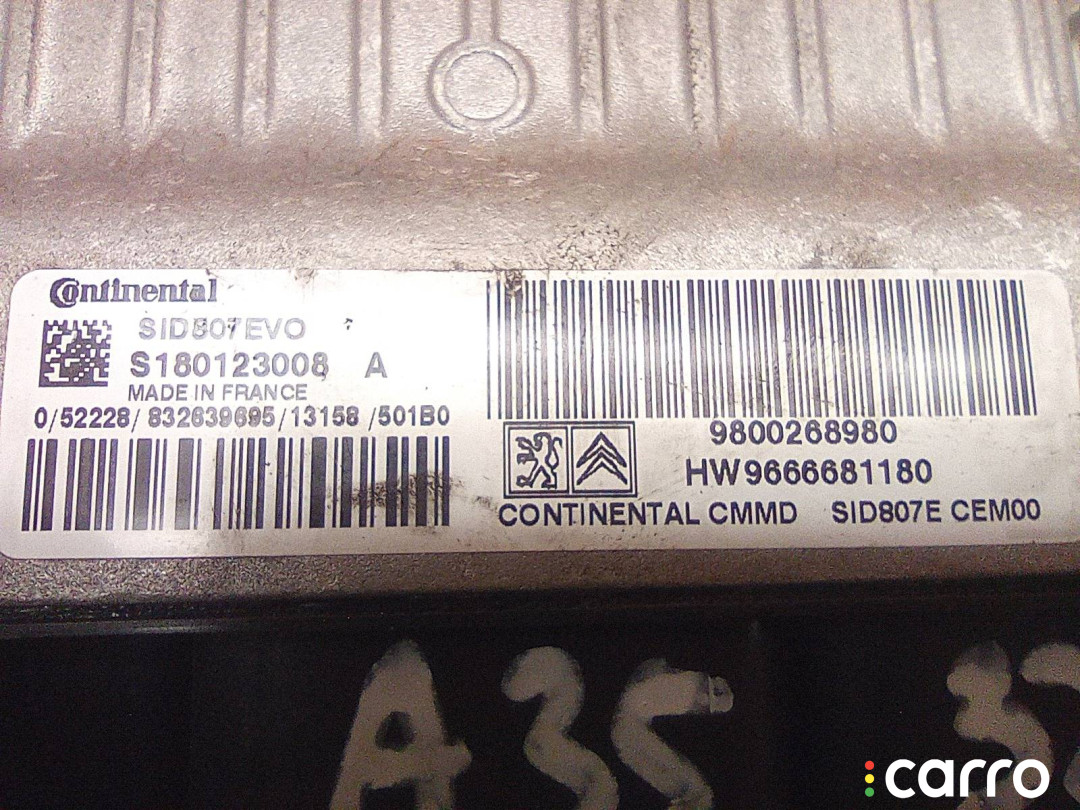 Continental
SID807EVO
S180123008 A
MADE IN FRANCE
0/52228/832639695/13158/501B0
9800268980
HW9666681180
CONTINENTAL CMMD SID807E CEM00
A35
carro